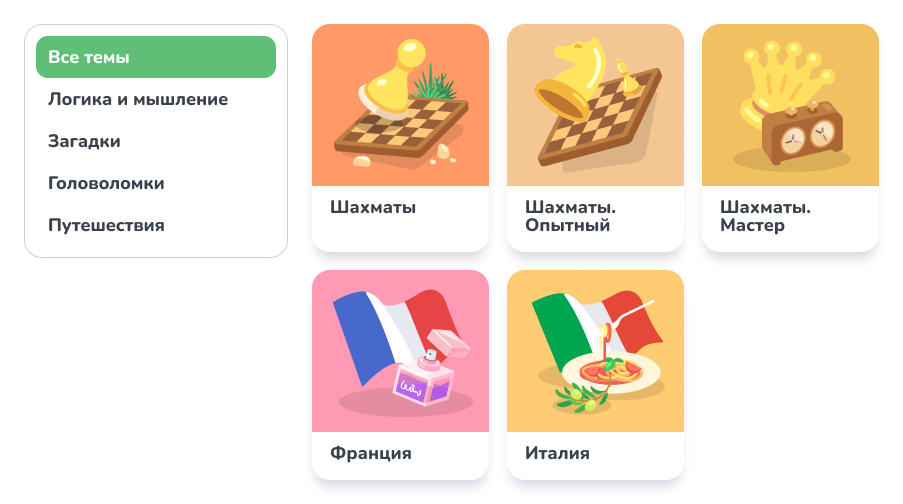 Все темы
Логика и мышление
Загадки
Головоломки
Путешествия
Шахматы
Шахматы.
Опытный
Шахматы.
Мастер
Франция
Италия